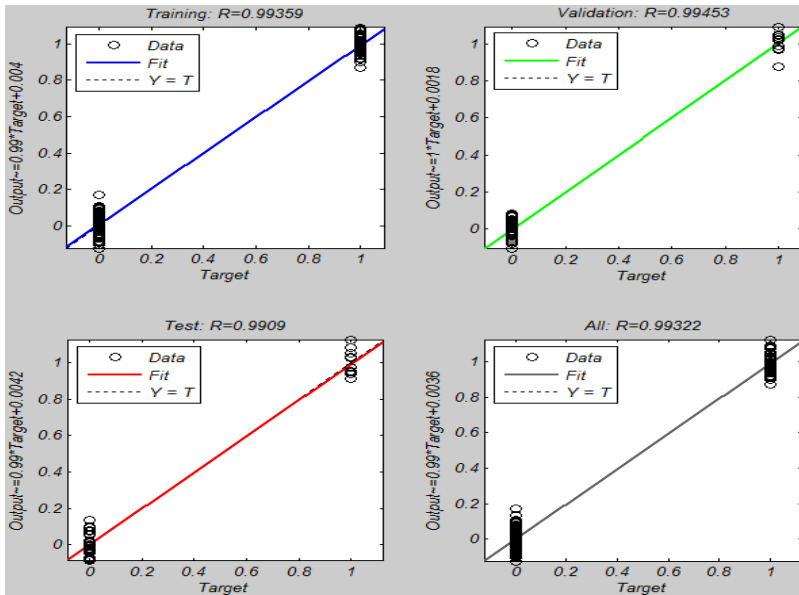 Training: R=0.99359
Output~=0.99*Target+0.004
Data
Fit
Y = T
1
0.8
0.6
0.4
0.2
0
0 0.2 0.4 0.6 0.8 1
Target
Validation: R=0.99453
Output~=1*Target+0.0018
Data
Fit
Y = T
1
0.8
0.6
0.4
0.2
0
0 0.2 0.4 0.6 0.8 1
Target
Test: R=0.9909
Output~=0.99*Target+0.0042
Data
Fit
Y = T
1
0.8
0.6
0.4
0.2
0
0 0.2 0.4 0.6 0.8 1
Target
All: R=0.99322
Output~=0.99*Target+0.0036
Data
Fit
Y = T
1
0.8
0.6
0.4
0.2
0
0 0.2 0.4 0.6 0.8 1
Target